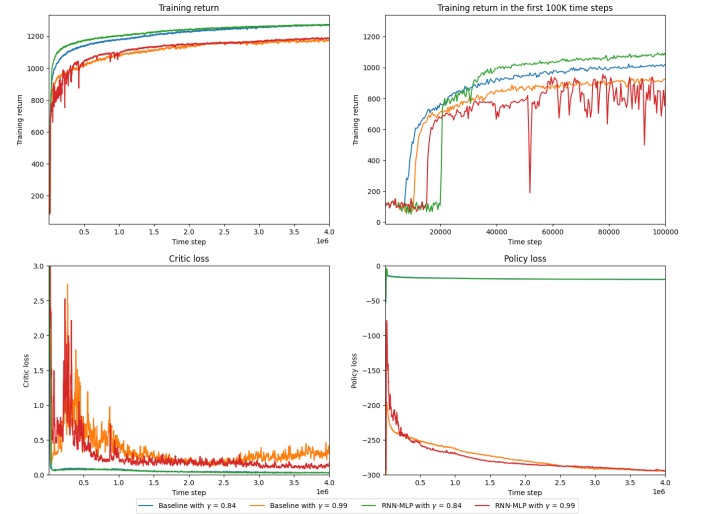 Training return
Training return in the first 100K time steps
1200
1000
800
600
400
200
Training return
0.5 1.0 1.5 2.0 2.5 3.0 3.5 4.0
1e6
Time step
1200
1000
800
600
400
200
0
Training return
20000 40000 60000 80000 100000
Time step
Critic loss
Policy loss
3.0
2.5
2.0
1.5
1.0
0.5
0.0
Critic loss
0.5 1.0 1.5 2.0 2.5 3.0 3.5 4.0
1e6
Time step
0
−50
−100
−150
−200
−250
−300
Policy loss
0.5 1.0 1.5 2.0 2.5 3.0 3.5 4.0
1e6
Time step
Baseline with γ = 0.84 Baseline with γ = 0.99 RNN-MLP with γ = 0.84 RNN-MLP with γ = 0.99